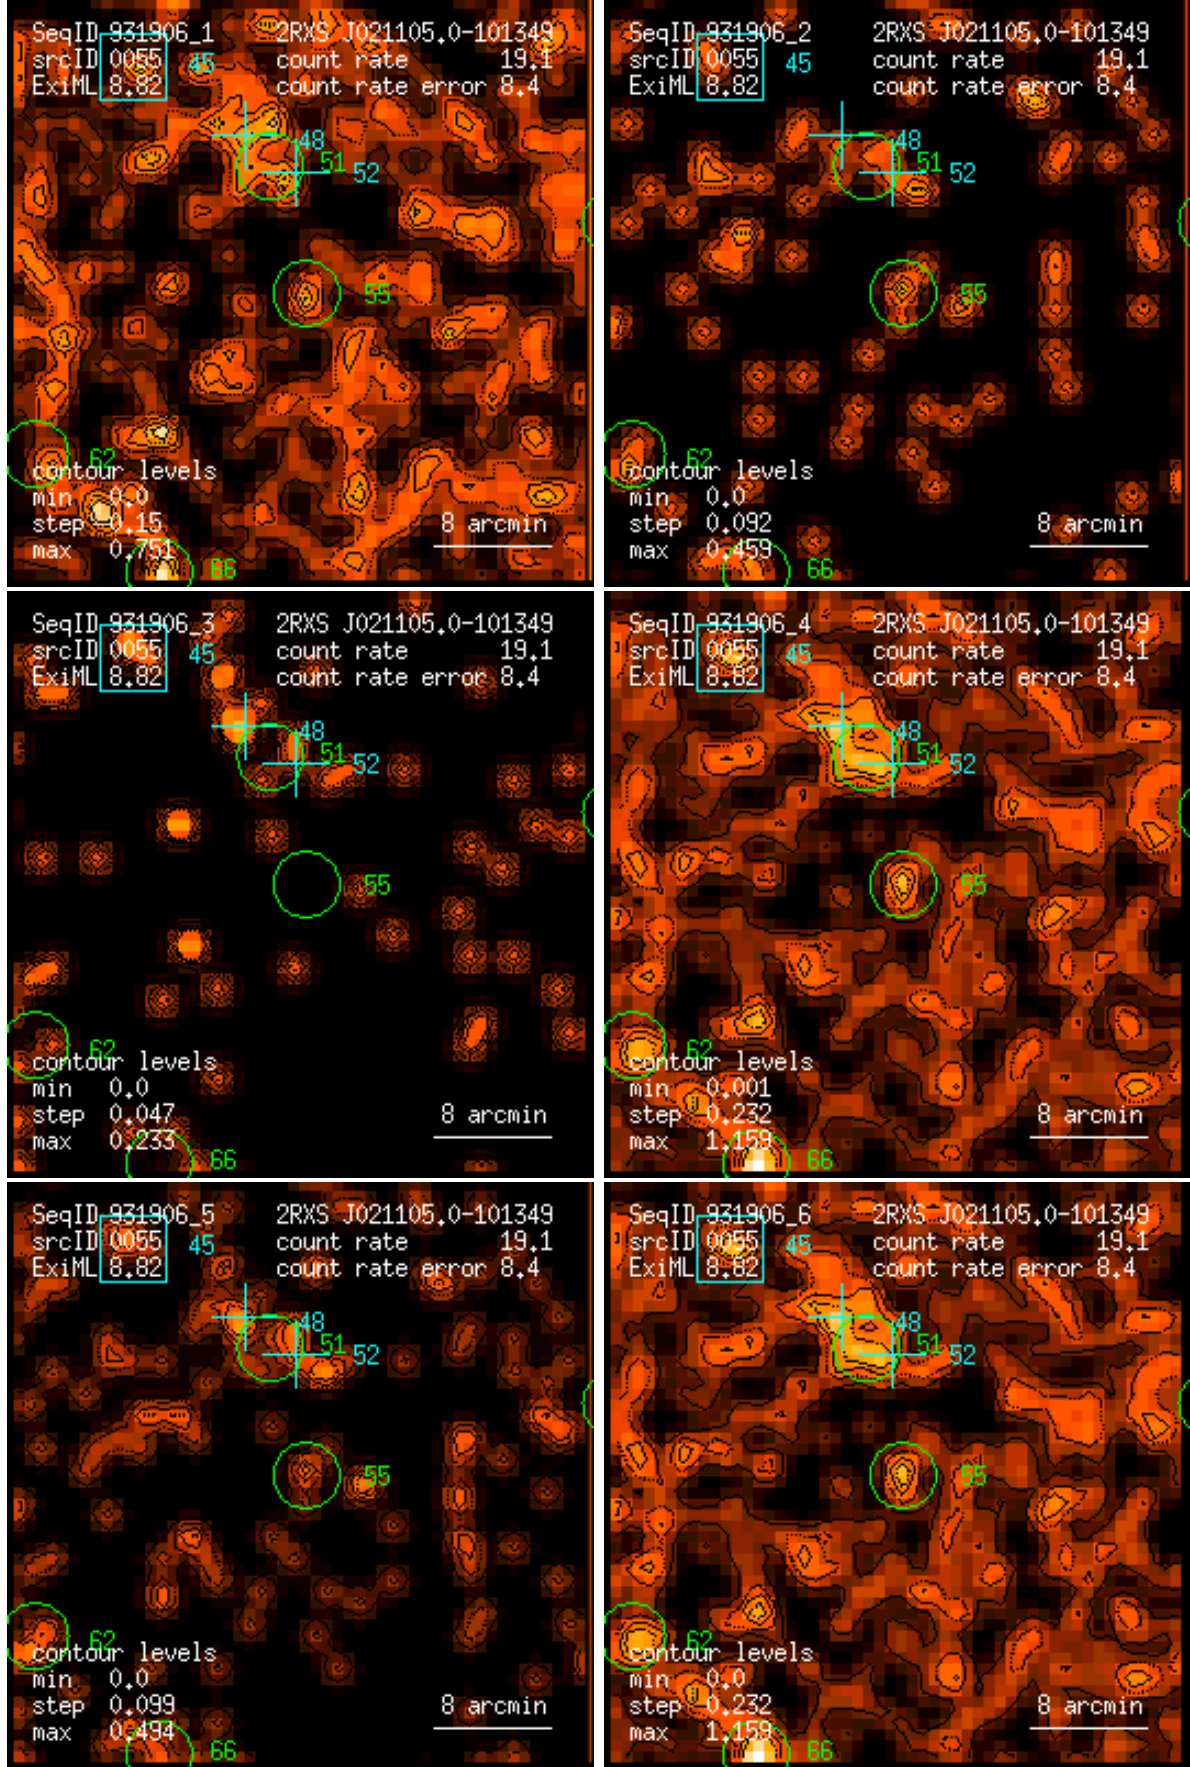 SeqID 931906_1 2RXS J021105.0-101349
srcID 0055 45 count rate 19.1
ExiML 8.82 count rate error 8.4
48
51 52
55
62
contour levels
min 0.0
step 0.15 8 arcmin
max 0.751
66
SeqID 931906_2 2RXS J021105.0-101349
srcID 0055 45 count rate 19.1
ExiML 8.82 count rate error 8.4
48
51 52
55
62
contour levels
min 0.0
step 0.092 8 arcmin
max 0.459
66
SeqID 931906_3 2RXS J021105.0-101349
srcID 0055 45 count rate 19.1
ExiML 8.82 count rate error 8.4
48
51 52
55
62
contour levels
min 0.0
step 0.047 8 arcmin
max 0.233
66
SeqID 931906_4 2RXS J021105.0-101349
srcID 0055 45 count rate 19.1
ExiML 8.82 count rate error 8.4
48
51 52
55
62
contour levels
min 0.001
step 0.232 8 arcmin
max 1.159
66
SeqID 931906_5 2RXS J021105.0-101349
srcID 0055 45 count rate 19.1
ExiML 8.82 count rate error 8.4
48
51 52
55
62
contour levels
min 0.0
step 0.099 8 arcmin
max 0.494
66
SeqID 931906_6 2RXS J021105.0-101349
srcID 0055 45 count rate 19.1
ExiML 8.82 count rate error 8.4
48
51 52
55
62
contour levels
min 0.0
step 0.232 8 arcmin
max 1.159
66